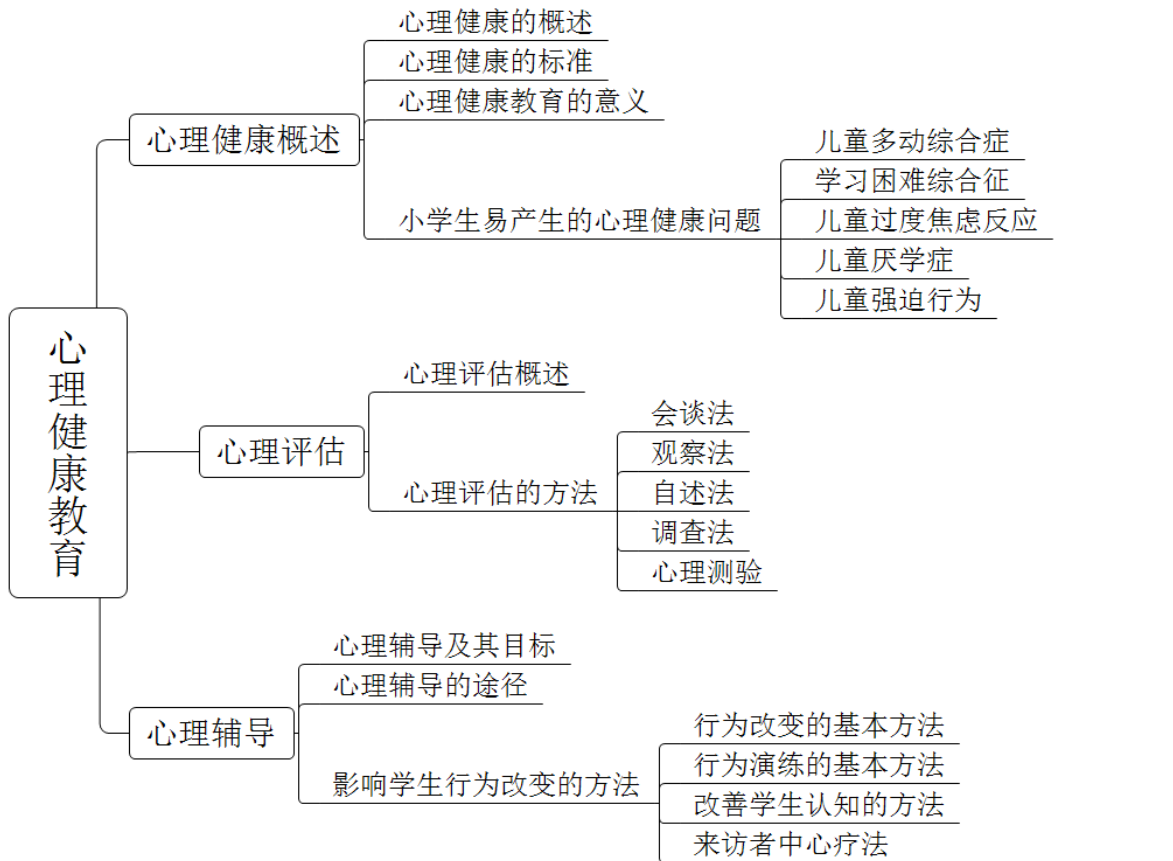 心理健康教育
心理健康概述
心理健康的概述
心理健康的标准
心理健康教育的意义
小学生易产生的心理健康问题
儿童多动综合症
学习困难综合征
儿童过度焦虑反应
儿童厌学症
儿童强迫行为
心理评估
心理评估概述
心理评估的方法
会谈法
观察法
自述法
调查法
心理测验
心理辅导
心理辅导及其目标
心理辅导的途径
影响学生行为改变的方法
行为改变的基本方法
行为演练的基本方法
改善学生认知的方法
来访者中心疗法